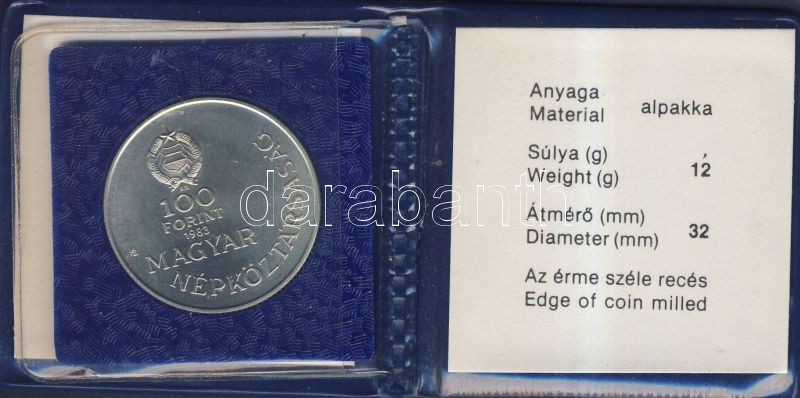 100
FORINT
1983
MAGYAR
NÉPKÖZTÁRSASÁG
darabanth
Anyaga
Material alpakka
Súlya (g)
Weight (g) 12
Átmérő (mm)
Diameter (mm) 32
Az érme széle recés
Edge of coin milled